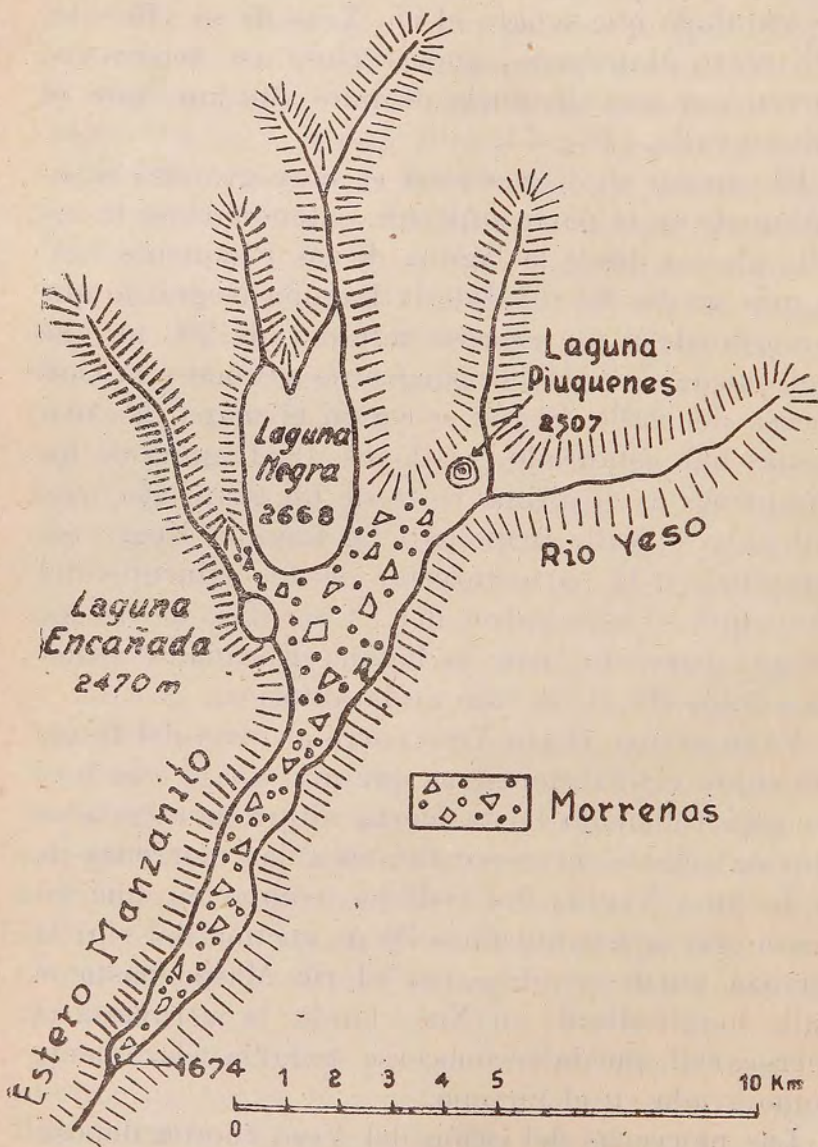 Laguna
Piuquenes
2507
Laguna
Negra
2668
Rio Yeso
Laguna
Encañada
2470 m
Morrenas
Estero Manzanito
1674
1 2 3 4 5 10 Km
0